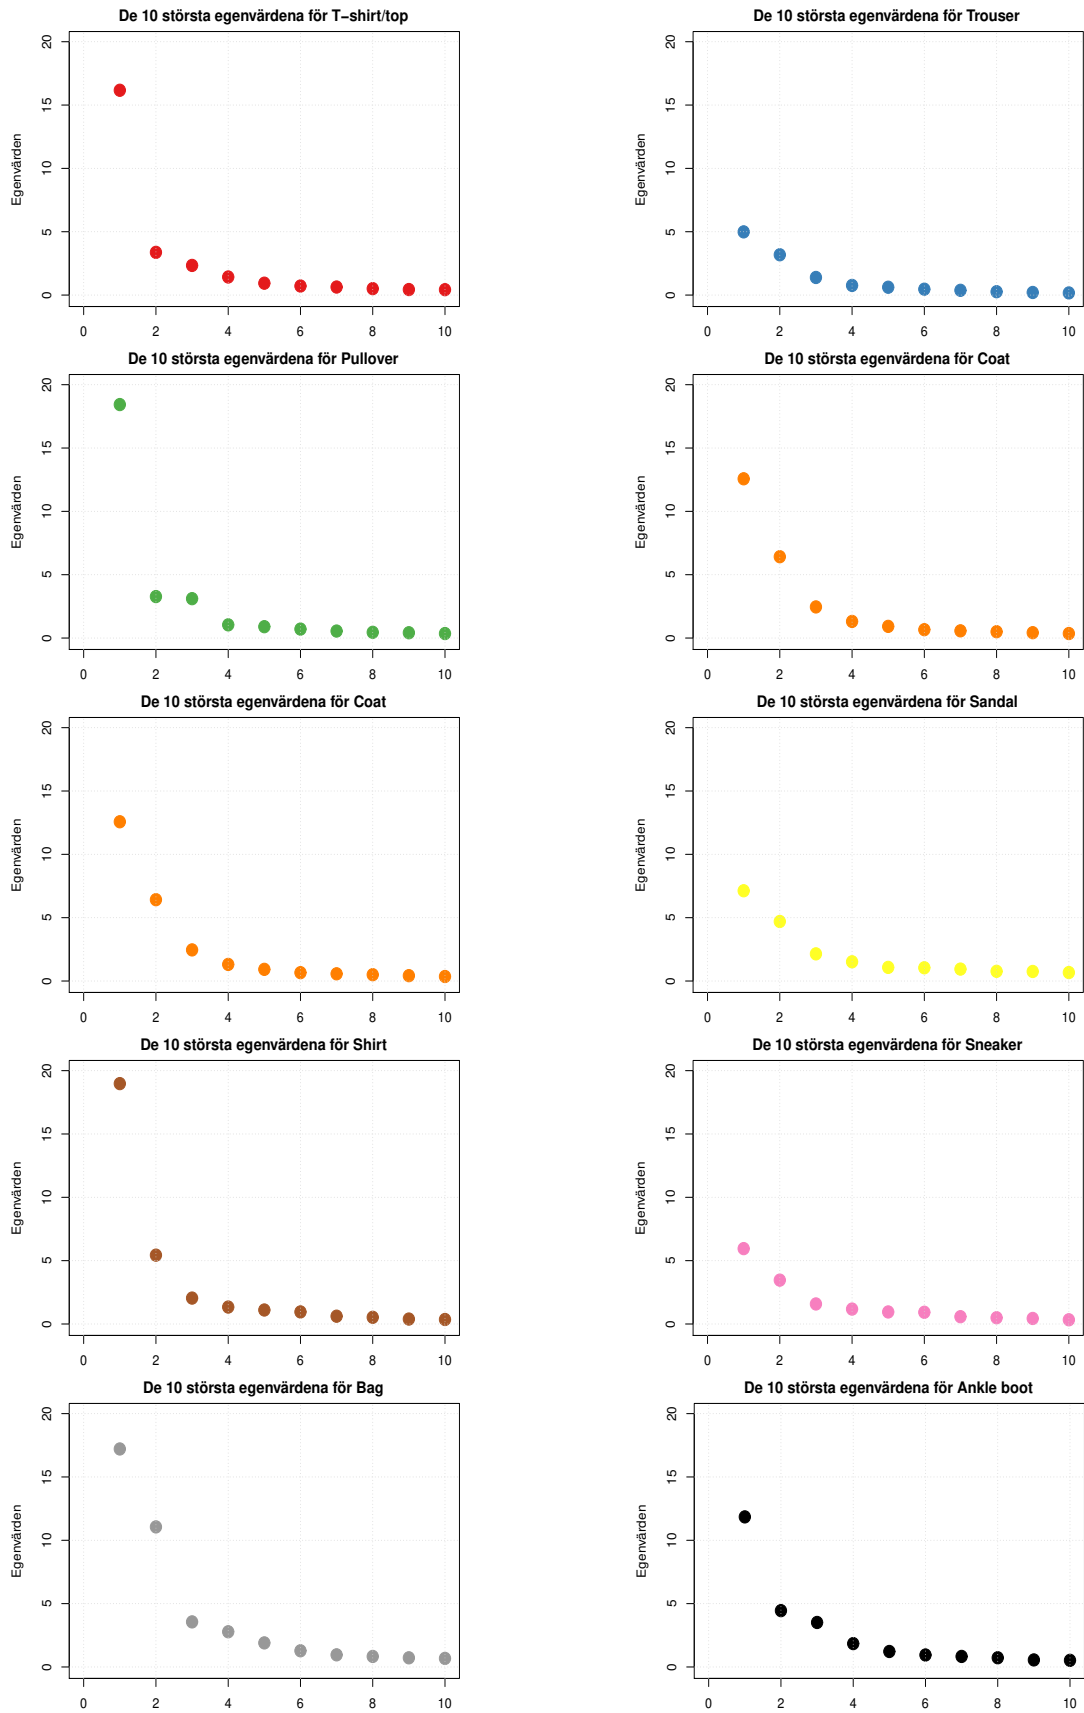 De 10 största egenvärdena för T−shirt/top
Egenvärden
20
15
10
5
0
0 2 4 6 8 10
De 10 största egenvärdena för Trouser
Egenvärden
20
15
10
5
0
0 2 4 6 8 10
De 10 största egenvärdena för Pullover
Egenvärden
20
15
10
5
0
0 2 4 6 8 10
De 10 största egenvärdena för Coat
Egenvärden
20
15
10
5
0
0 2 4 6 8 10
De 10 största egenvärdena för Coat
Egenvärden
20
15
10
5
0
0 2 4 6 8 10
De 10 största egenvärdena för Sandal
Egenvärden
20
15
10
5
0
0 2 4 6 8 10
De 10 största egenvärdena för Shirt
Egenvärden
20
15
10
5
0
0 2 4 6 8 10
De 10 största egenvärdena för Sneaker
Egenvärden
20
15
10
5
0
0 2 4 6 8 10
De 10 största egenvärdena för Bag
Egenvärden
20
15
10
5
0
0 2 4 6 8 10
De 10 största egenvärdena för Ankle boot
Egenvärden
20
15
10
5
0
0 2 4 6 8 10